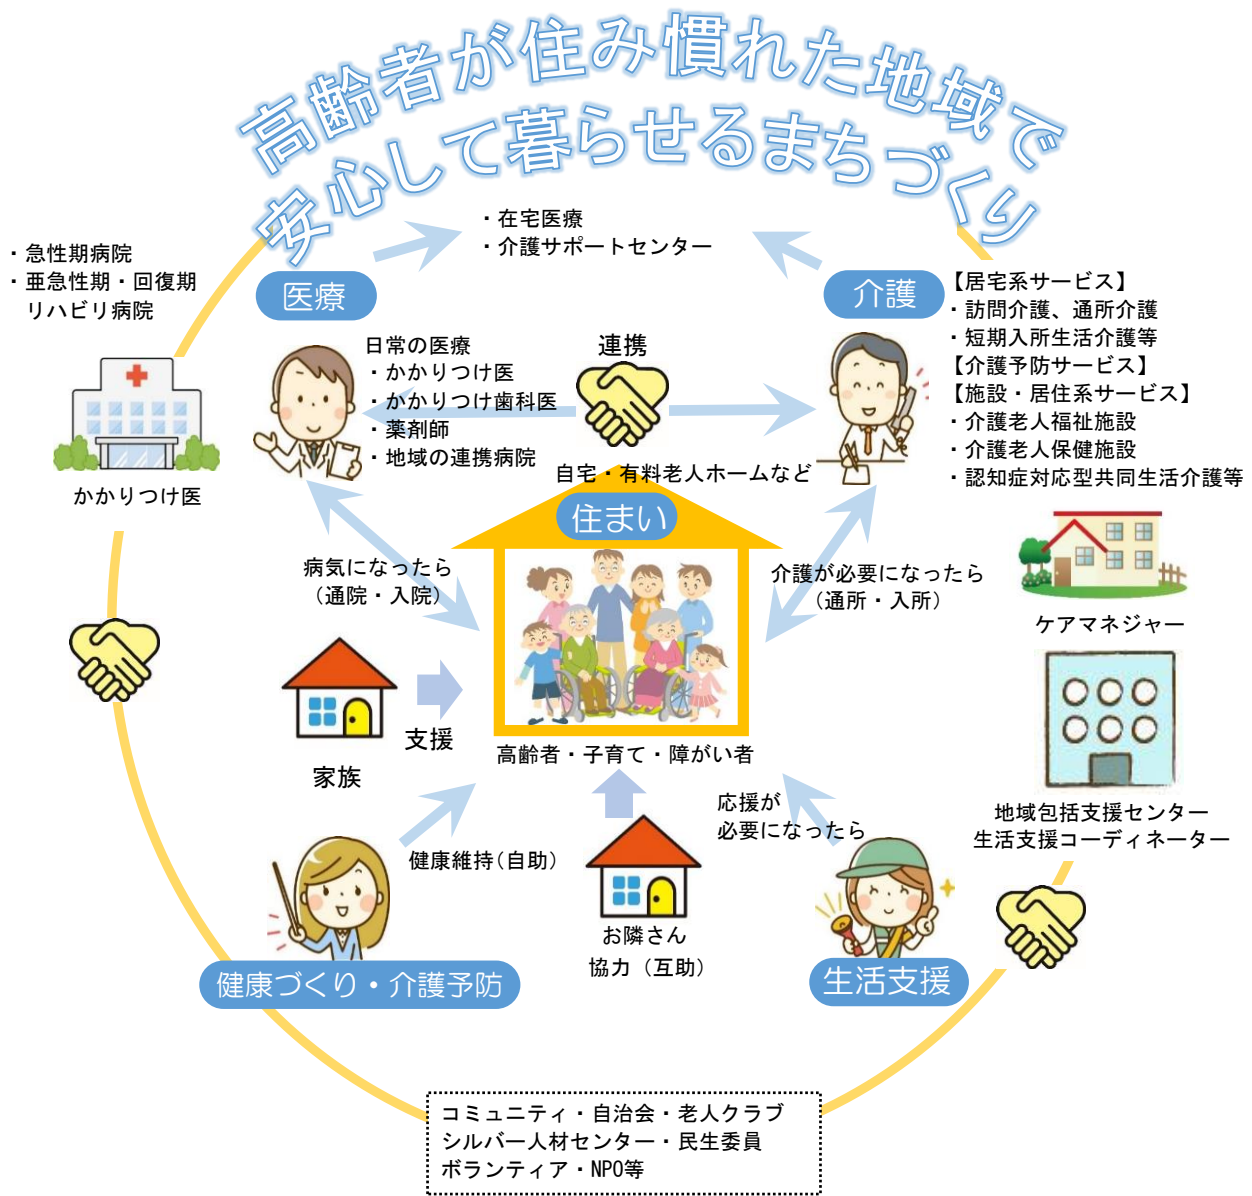 高齢者が住み慣れた地域で
安心して暮らせるまちづくり
・在宅医療
・介護サポートセンター
・急性期病院
・亜急性期・回復期
リハビリ病院
医療
介護
【居宅系サービス】
・訪問介護、通所介護
・短期入所生活介護等
【介護予防サービス】
【施設・居住系サービス】
・介護老人福祉施設
・介護老人保健施設
・認知症対応型共同生活介護等
日常の医療
・かかりつけ医
・かかりつけ歯科医
・薬剤師
・地域の連携病院
連携
かかりつけ医
自宅・有料老人ホームなど
住まい
病気になったら
（通院・入院）
介護が必要になったら
（通所・入所）
ケアマネジャー
支援
家族
高齢者・子育て・障がい者
地域包括支援センター
生活支援コーディネーター
応援が
必要になったら
健康維持（自助）
お隣さん
協力（互助）
健康づくり・介護予防
生活支援
コミュニティ・自治会・老人クラブ
シルバー人材センター・民生委員
ボランティア・NPO等